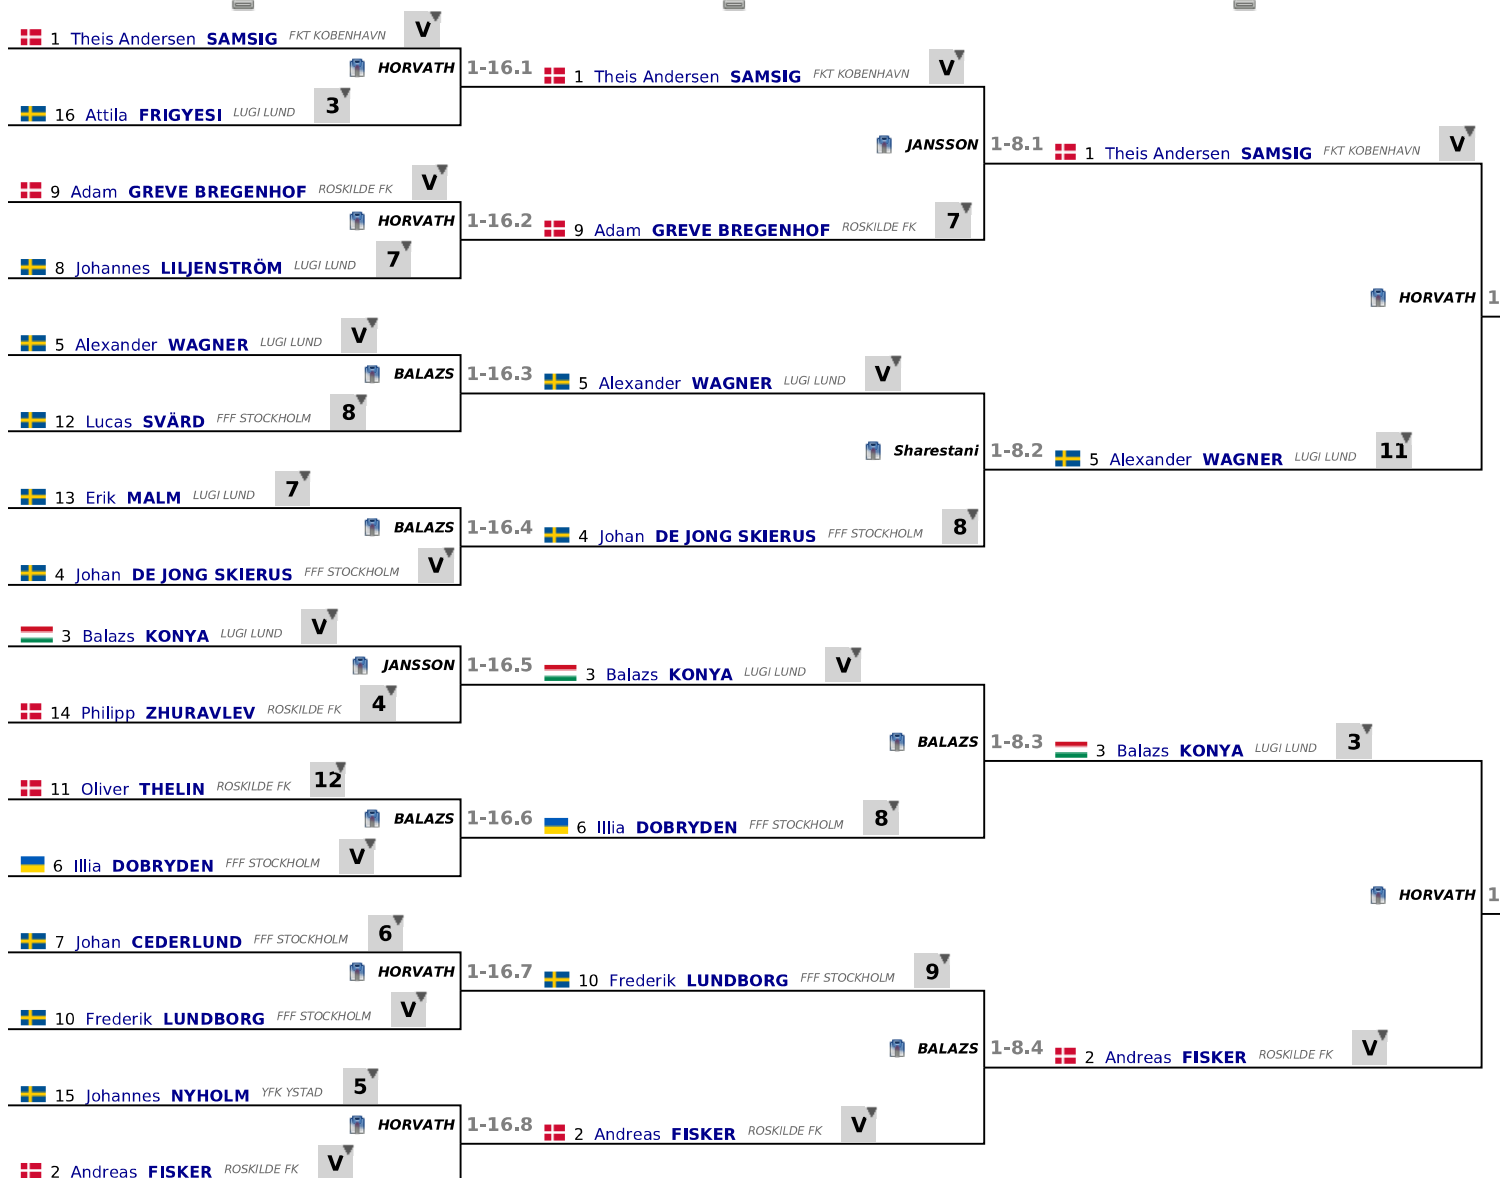 1 Theis Andersen SAMSIG FKT KOBENHAVN V
HORVATH 1-16.1
16 Attila FRIGYESI LUGI LUND 3
9 Adam GREVE BREGENHOF ROSKILDE FK V
HORVATH 1-16.2
8 Johannes LILJENSTRÖM LUGI LUND 7
5 Alexander WAGNER LUGI LUND V
BALAZS 1-16.3
12 Lucas SVÄRD FFF STOCKHOLM 8
13 Erik MALM LUGI LUND 7
BALAZS 1-16.4
4 Johan DE JONG SKIERUS FFF STOCKHOLM V
3 Balazs KONYA LUGI LUND V
JANSSON 1-16.5
14 Philipp ZHURAVLEV ROSKILDE FK 4
11 Oliver THELIN ROSKILDE FK 12
BALAZS 1-16.6
6 Illia DOBRYDEN FFF STOCKHOLM V
7 Johan CEDERLUND FFF STOCKHOLM 6
HORVATH 1-16.7
10 Frederik LUNDBORG FFF STOCKHOLM V
15 Johannes NYHOLM YFK YSTAD 5
HORVATH 1-16.8
2 Andreas FISKER ROSKILDE FK V
1 Theis Andersen SAMSIG FKT KOBENHAVN V
JANSSON 1-8.1
9 Adam GREVE BREGENHOF ROSKILDE FK 7
5 Alexander WAGNER LUGI LUND V
Sharestani 1-8.2
4 Johan DE JONG SKIERUS FFF STOCKHOLM 8
3 Balazs KONYA LUGI LUND V
BALAZS 1-8.3
6 Illia DOBRYDEN FFF STOCKHOLM 8
10 Frederik LUNDBORG FFF STOCKHOLM 9
BALAZS 1-8.4
2 Andreas FISKER ROSKILDE FK V
1 Theis Andersen SAMSIG FKT KOBENHAVN V
HORVATH 1
5 Alexander WAGNER LUGI LUND 11
3 Balazs KONYA LUGI LUND 3
HORVATH 1
2 Andreas FISKER ROSKILDE FK V